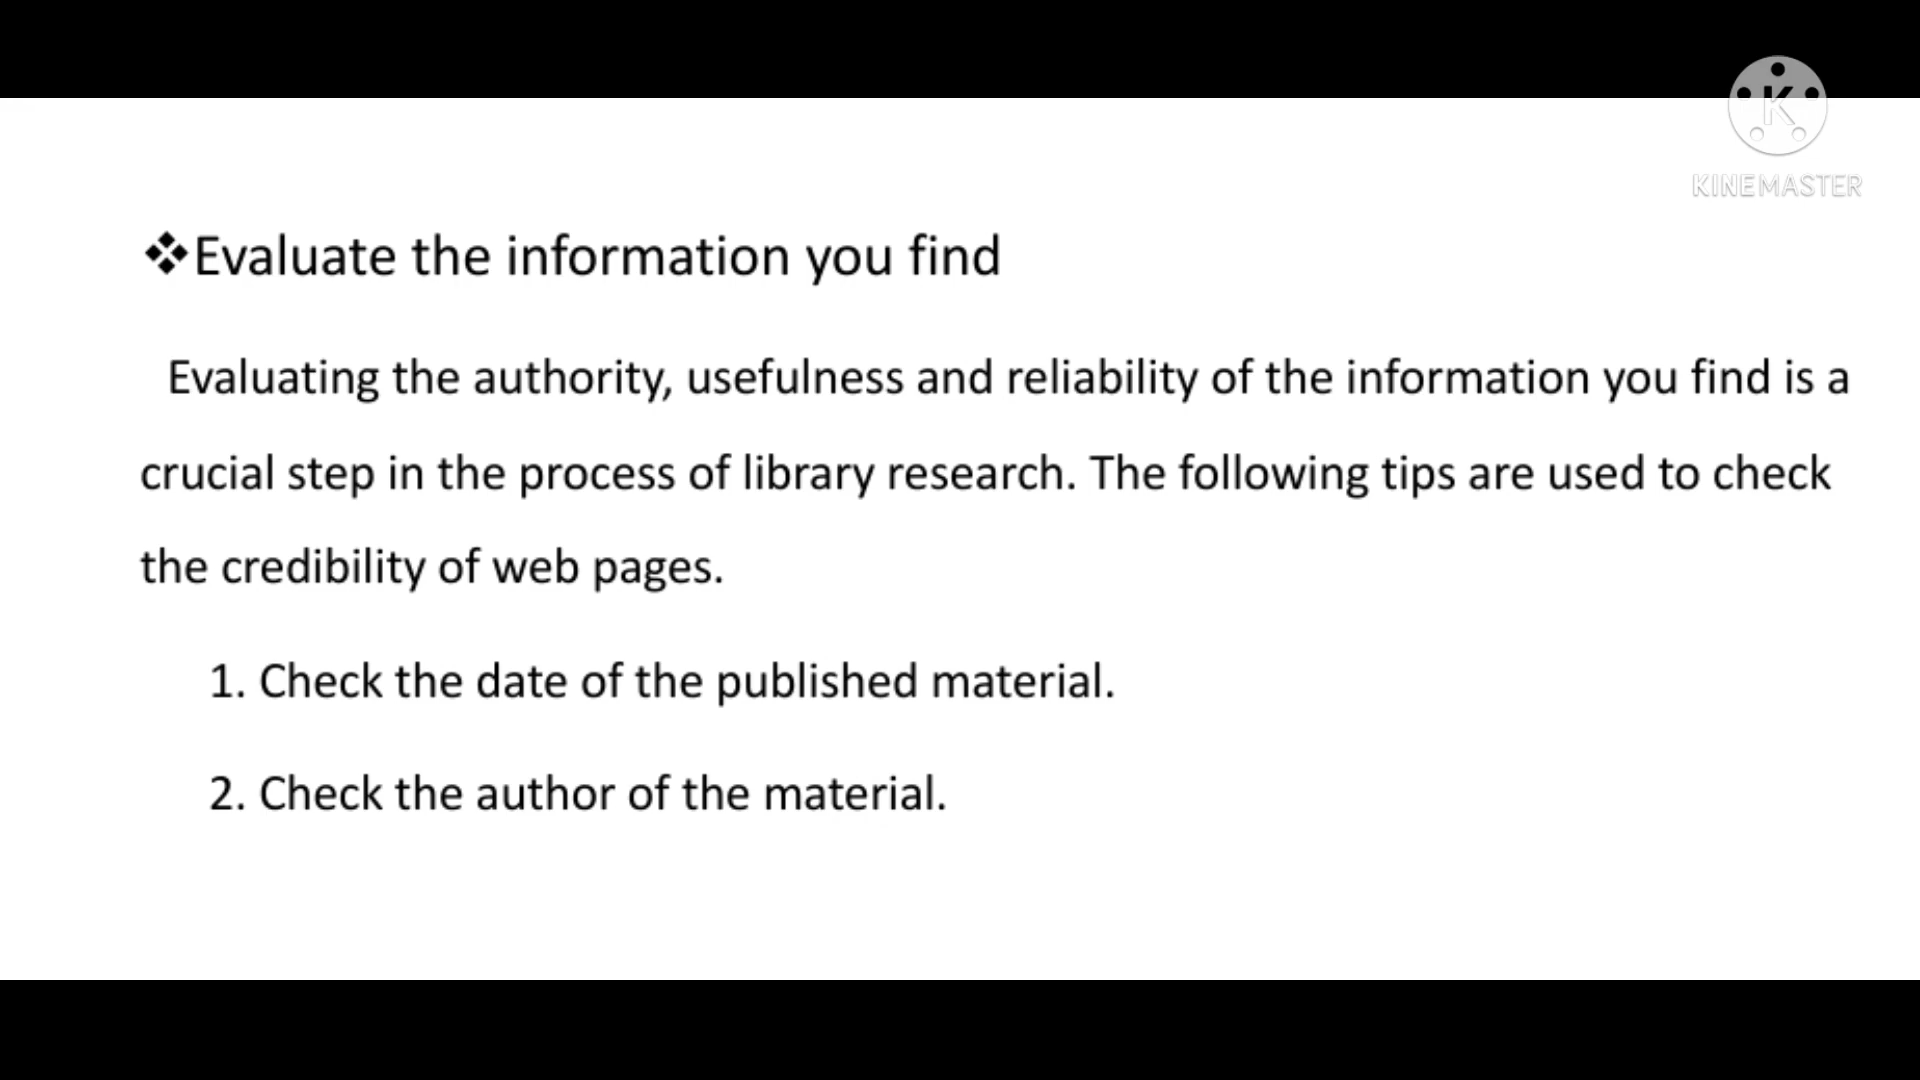 K
KINEMASTER
❖Evaluate the information you find
Evaluating the authority, usefulness and reliability of the information you find is a
crucial step in the process of library research. The following tips are used to check
the credibility of web pages.
1. Check the date of the published material.
2. Check the author of the material.